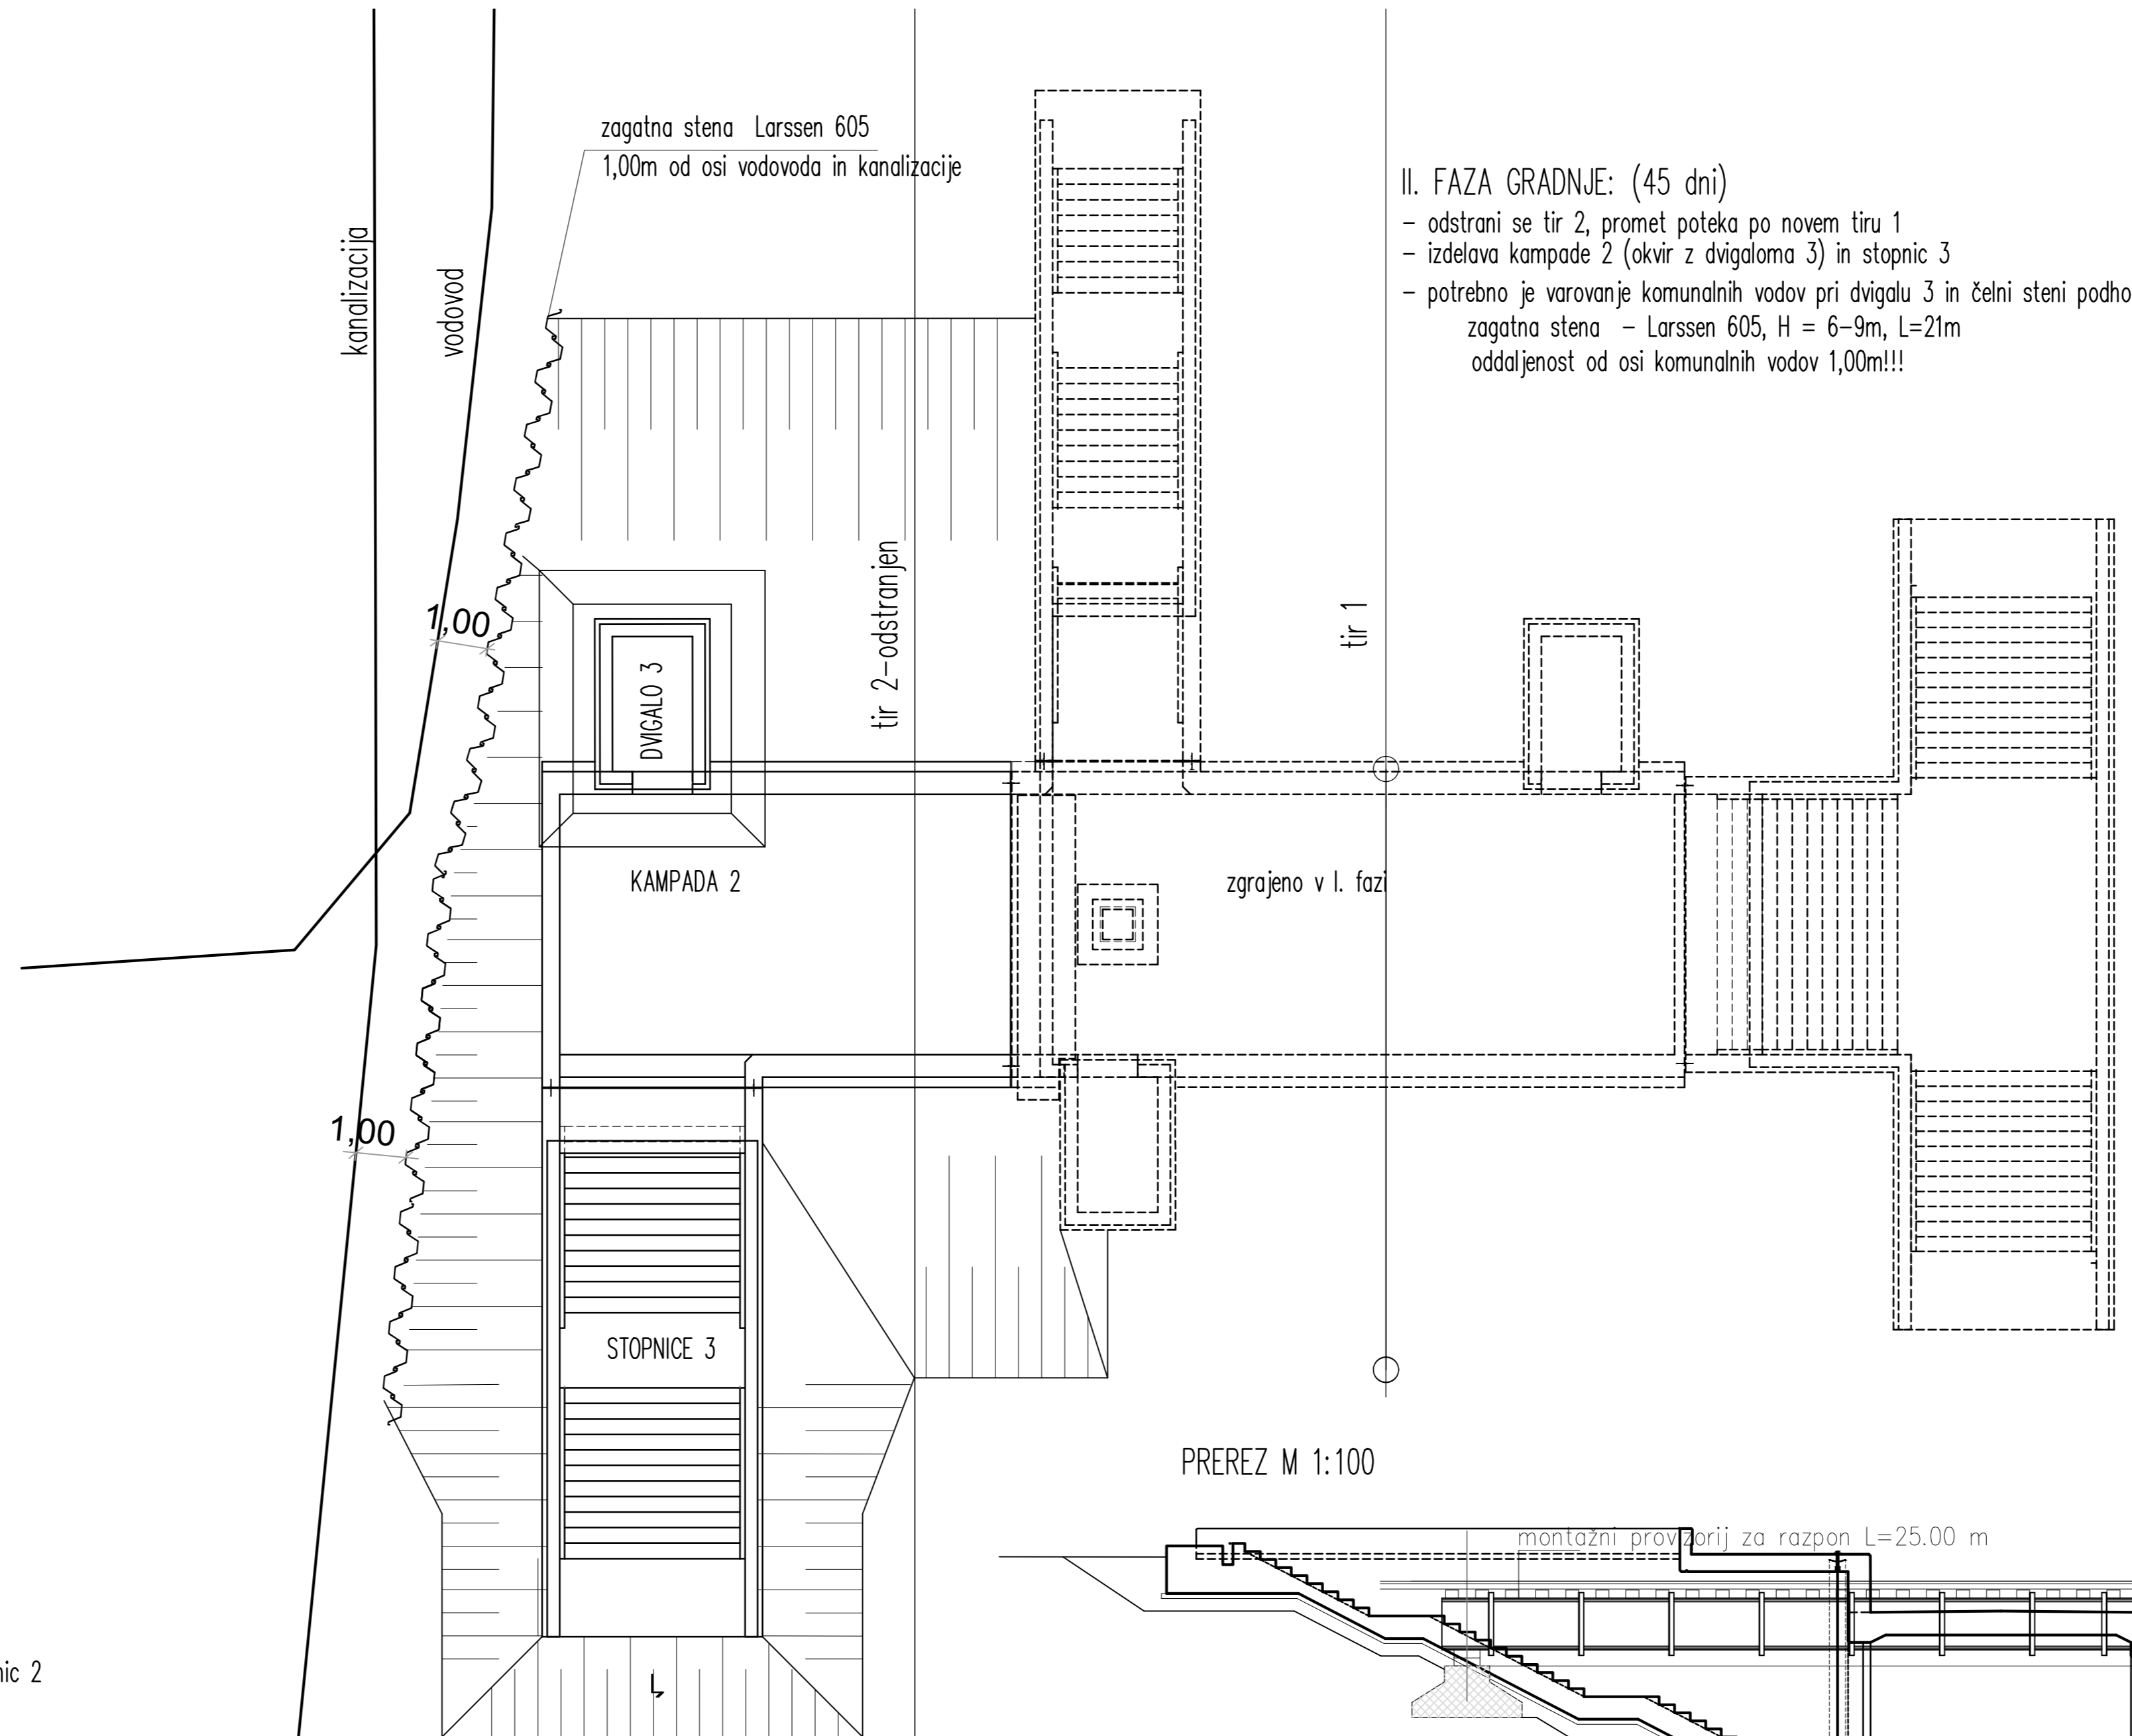 zagatna stena Larssen 605
1,00m od osi vodovoda in kanalizacije
kanalizacija
vodovod
II. FAZA GRADNJE: (45 dni)
– odstrani se tir 2, promet poteka po novem tiru 1
– izdelava kampade 2 (okvir z dvigaloma 3) in stopnic 3
– potrebno je varovanje komunalnih vodov pri dvigalu 3 in čelni steni podho
zagatna stena – Larssen 605, H = 6–9m, L=21m
oddaljenost od osi komunalnih vodov 1,00m!!!
1,00
DVIGALO 3
tir 2–odstranjen
tir 1
KAMPADA 2
zgrajeno v I. fazi
1,00
STOPNICE 3
PREREZ M 1:100
montažni provizorij za razpon L=25.00 m
nic 2